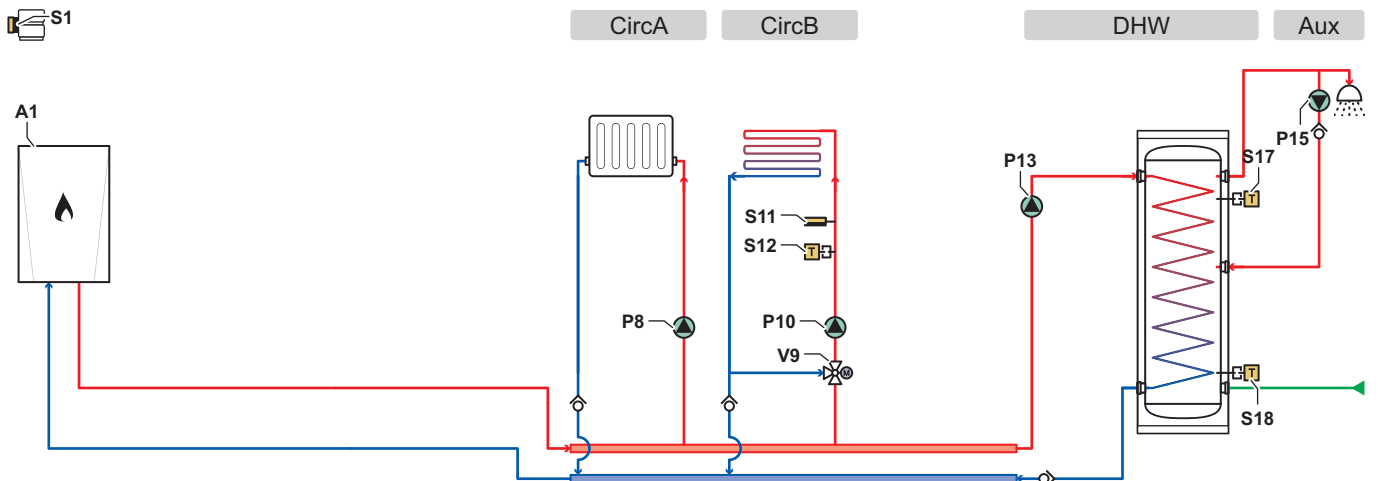 S1
CircA
CircB
DHW
Aux
A1
P15
S17
P13
T
S11
S12
T
P8
P10
V9
M
T
S18